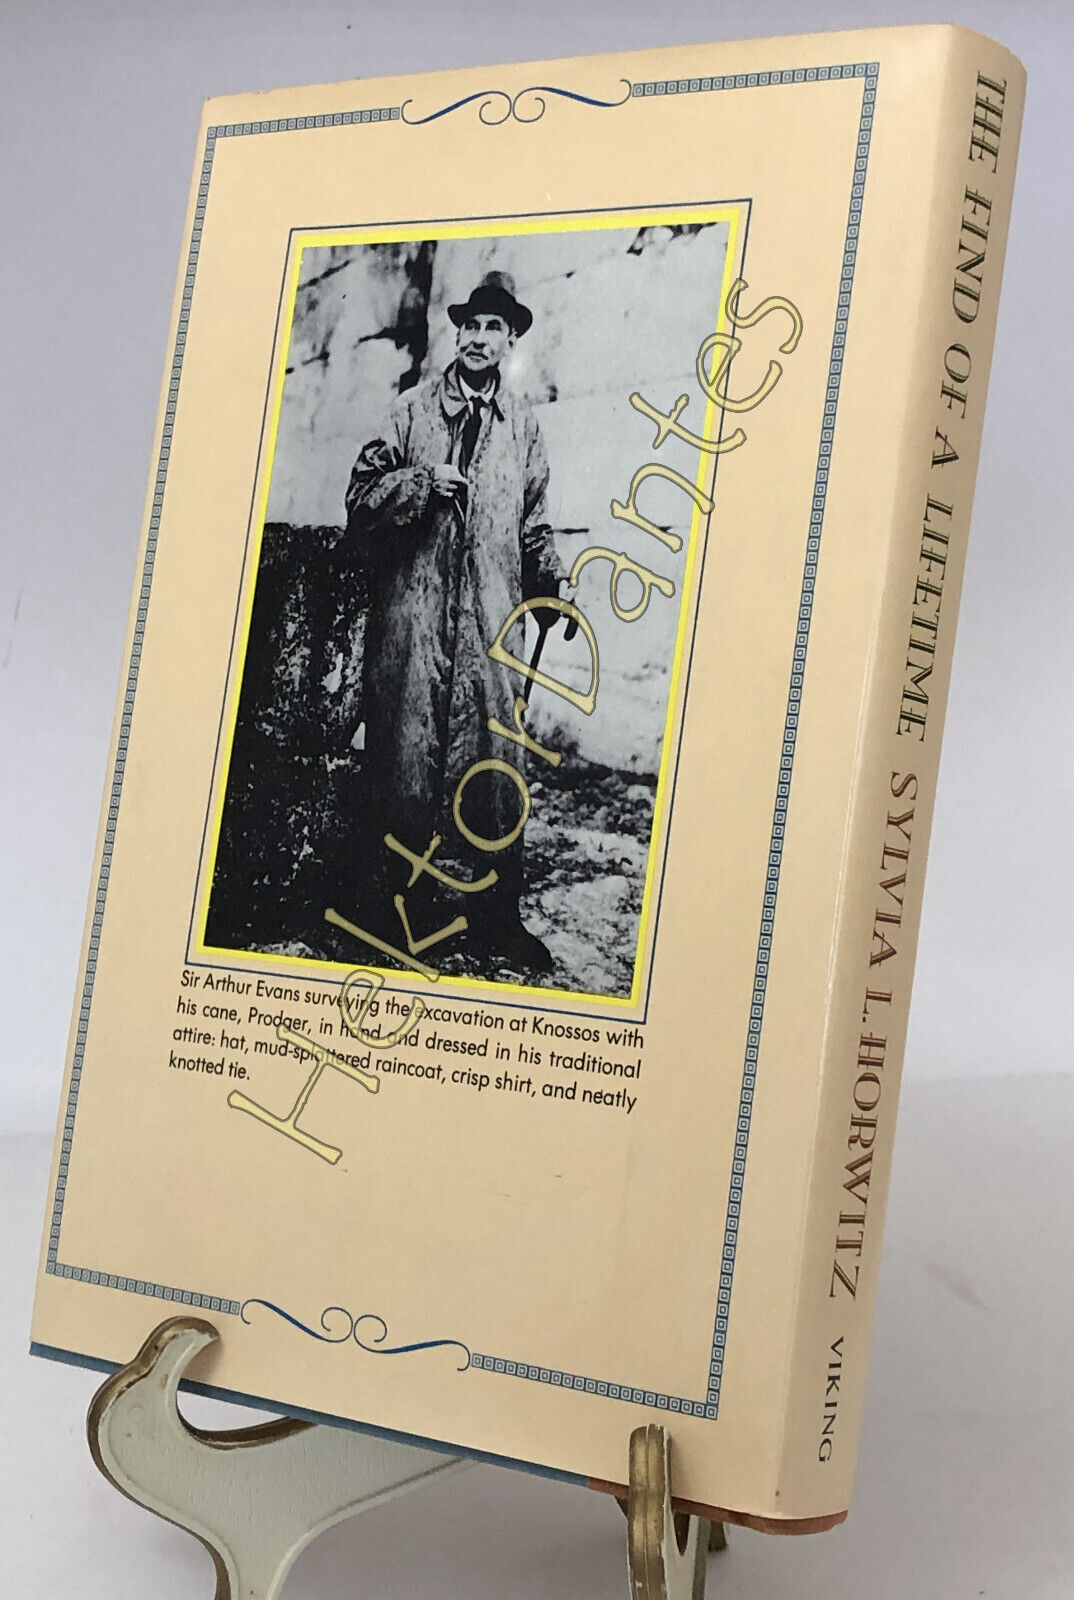 Sir Arthur Evans surveying the excavation at Knossos with
his cane, Prodger, in hand and dressed in his traditional
attire: hat, mud-splattered raincoat, crisp shirt, and neatly
knotted tie.
THE FIND OF A LIFETIME SYLVIA L. HORWITZ VIKING
HektorDantes